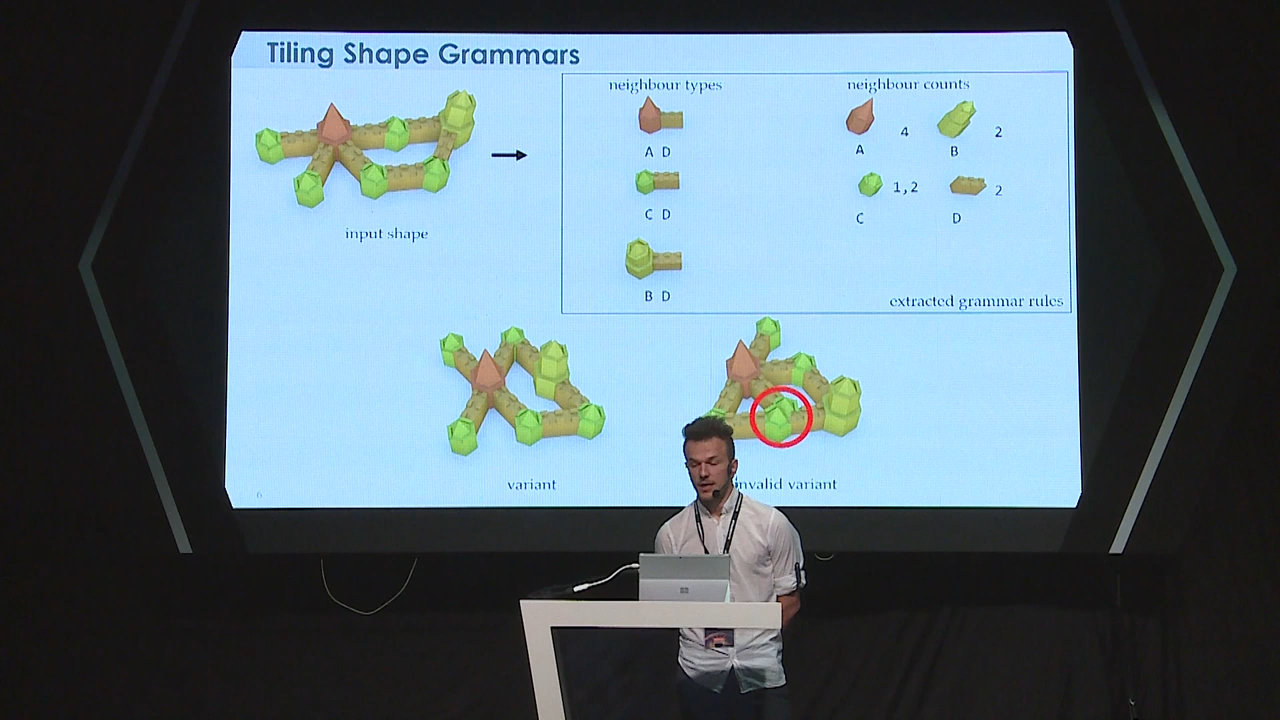 Tiling Shape Grammars
neighbour types
neighbour counts
4
2
A D
A
B
1,2
2
C D
C
D
input shape
B D
extracted grammar rules
variant
invalid variant
6